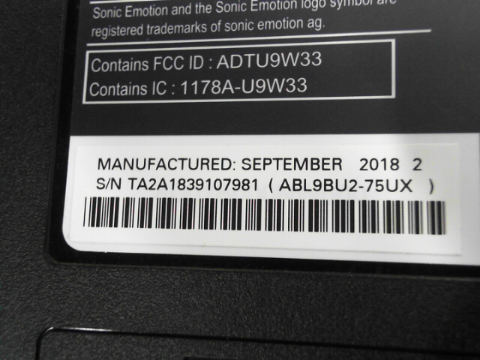 Sonic Emotion and the Sonic Emotion logo symbol are
registered trademarks of sonic emotion ag.
Contains FCC ID : ADTU9W33
Contains IC : 1178A-U9W33
MANUFACTURED: SEPTEMBER 2018 2
S/N TA2A1839107981 ( ABL9BU2-75UX )